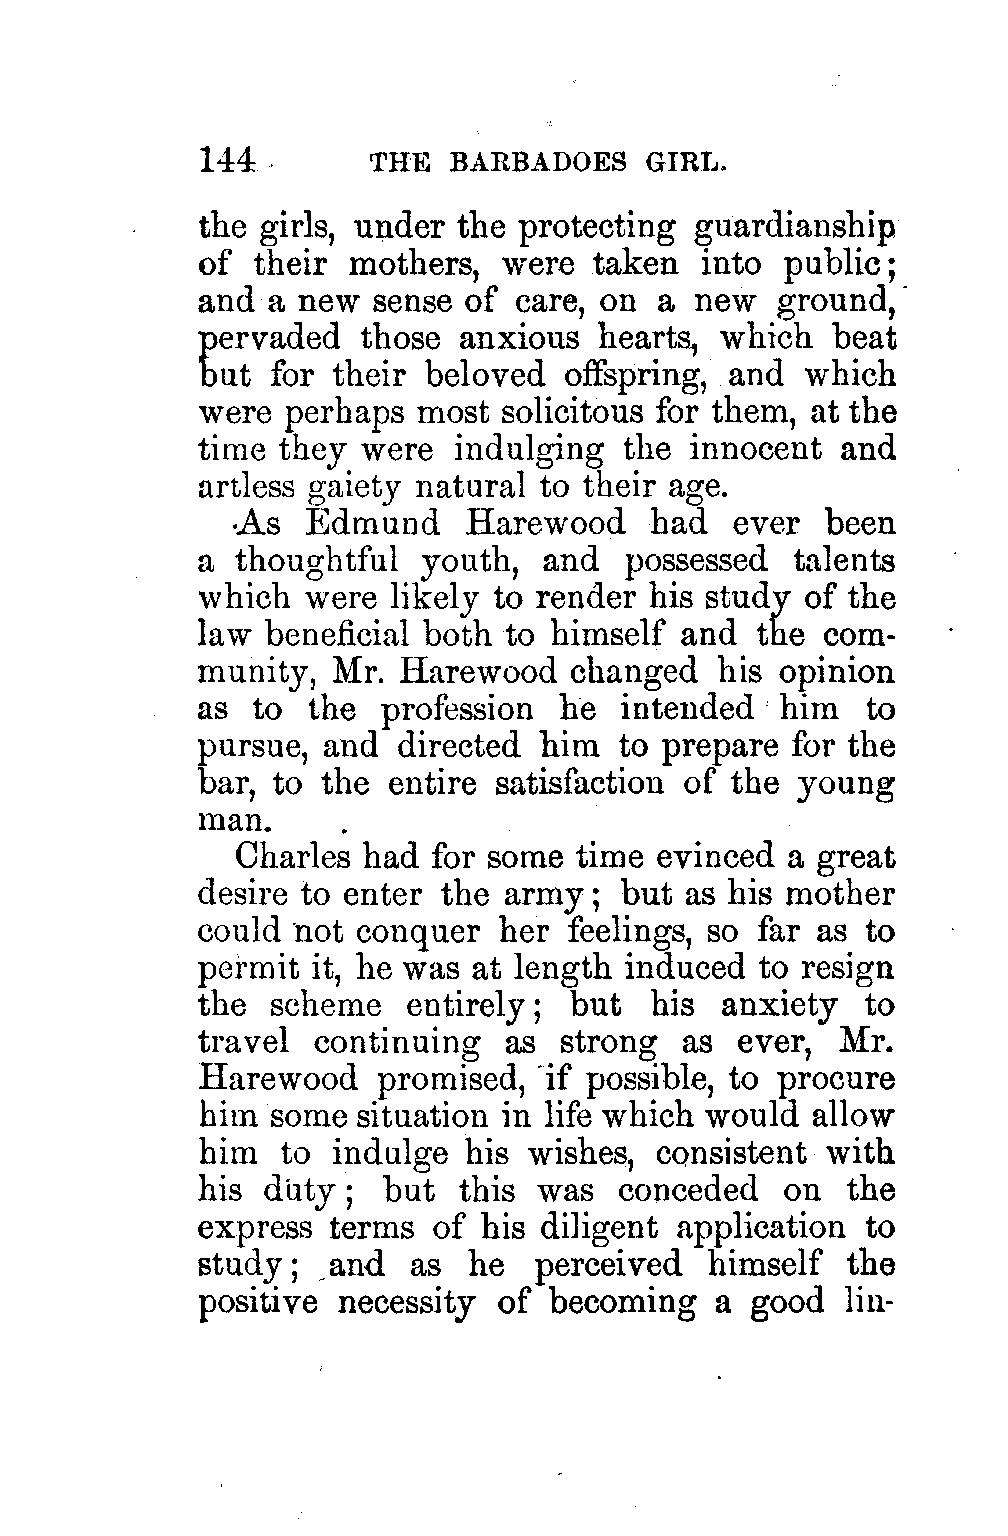 144 THE BARBADOES GIRL.
the girls, under the protecting guardianship
of their mothers, were taken into public;
and a new sense of care, on a new ground,
pervaded those anxious hearts, which beat
but for their beloved offspring, and which
were perhaps most solicitous for them, at the
time they were indulging the innocent and
artless gaiety natural to their age.
As Edmund Harewood had ever been
a thoughtful youth, and possessed talents
which were likely to render his study of the
law beneficial both to himself and the com-
munity, Mr. Harewood changed his opinion
as to the profession he intended him to
pursue, and directed him to prepare for the
bar, to the entire satisfaction of the young
man.
Charles had for some time evinced a great
desire to enter the army; but as his mother
could not conquer her feelings, so far as to
permit it, he was at length induced to resign
the scheme entirely; but his anxiety to
travel continuing as strong as ever, Mr.
Harewood promised, if possible, to procure
him some situation in life which would allow
him to indulge his wishes, consistent with
his duty; but this was conceded on the
express terms of his diligent application to
study; and as he perceived himself the
positive necessity of becoming a good lin-